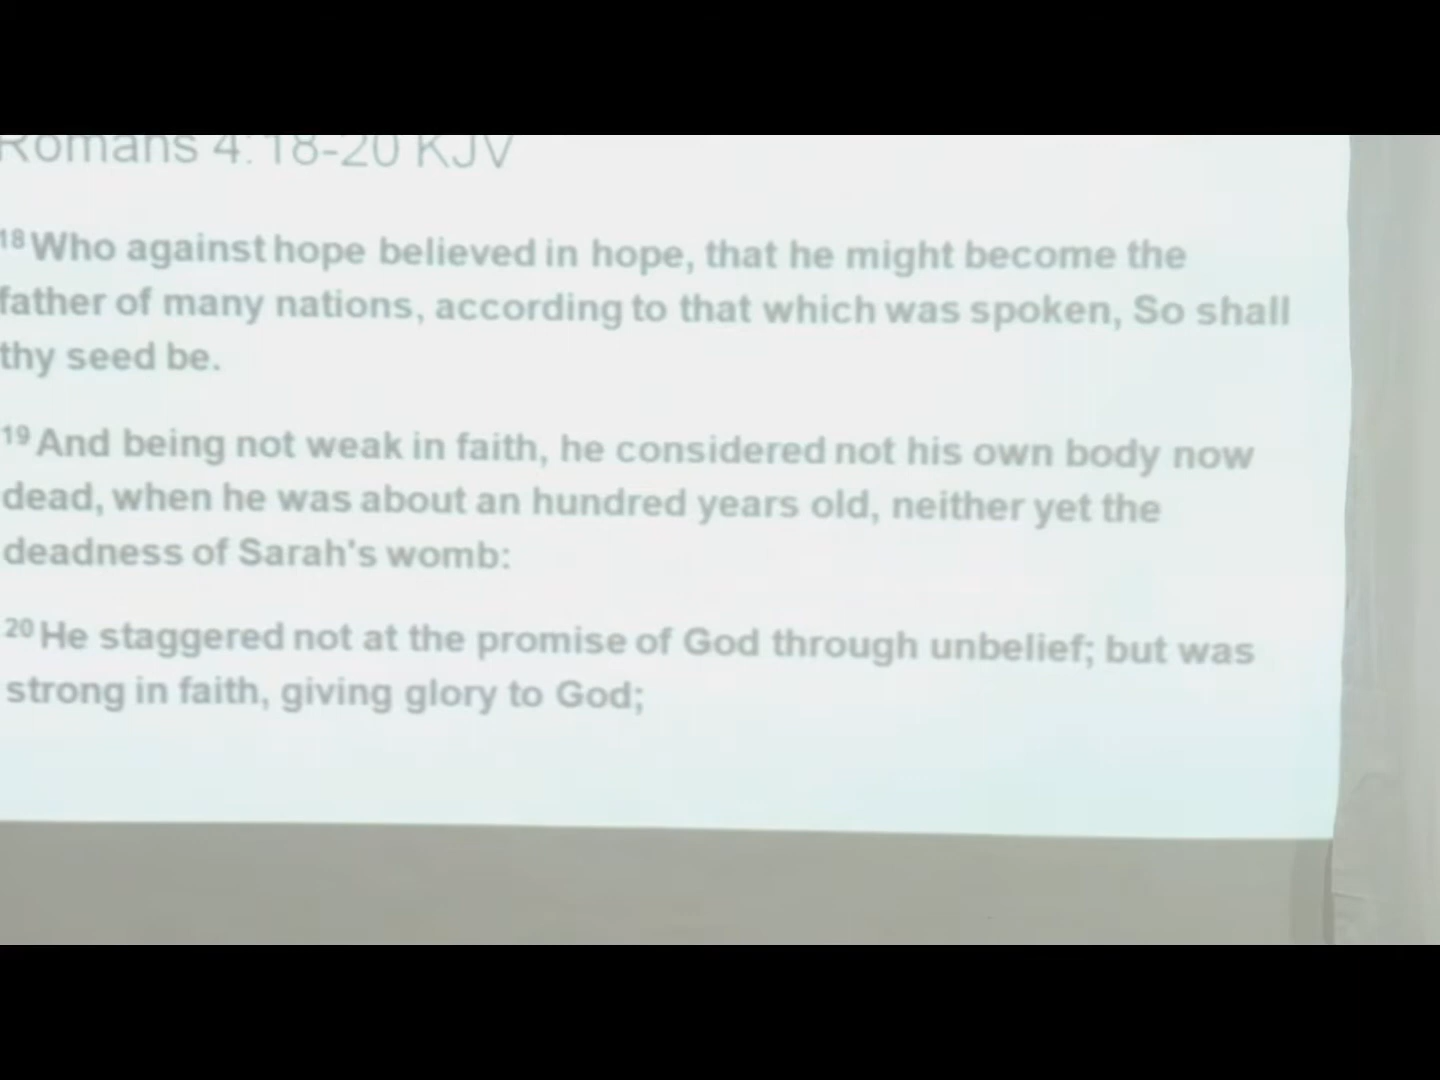 Romans 4:18-20 KJV
18 Who against hope believed in hope, that he might become the
father of many nations, according to that which was spoken, So shall
thy seed be.
19 And being not weak in faith, he considered not his own body now
dead, when he was about an hundred years old, neither yet the
deadness of Sarah's womb:
20 He staggered not at the promise of God through unbelief; but was
strong in faith, giving glory to God;